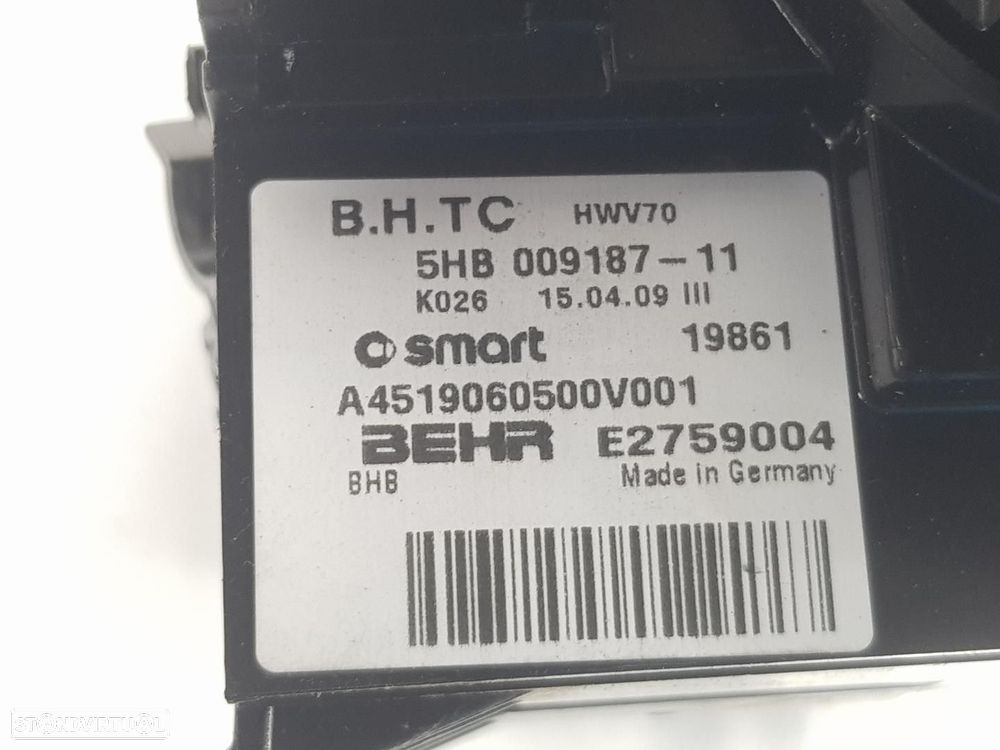 B.H.TC HWV70
5HB 009187-11
K026 15.04.09 III
smart 19861
A4519060500V001
BEHR E2759004
BHB Made in Germany
STANDVIRTUAL